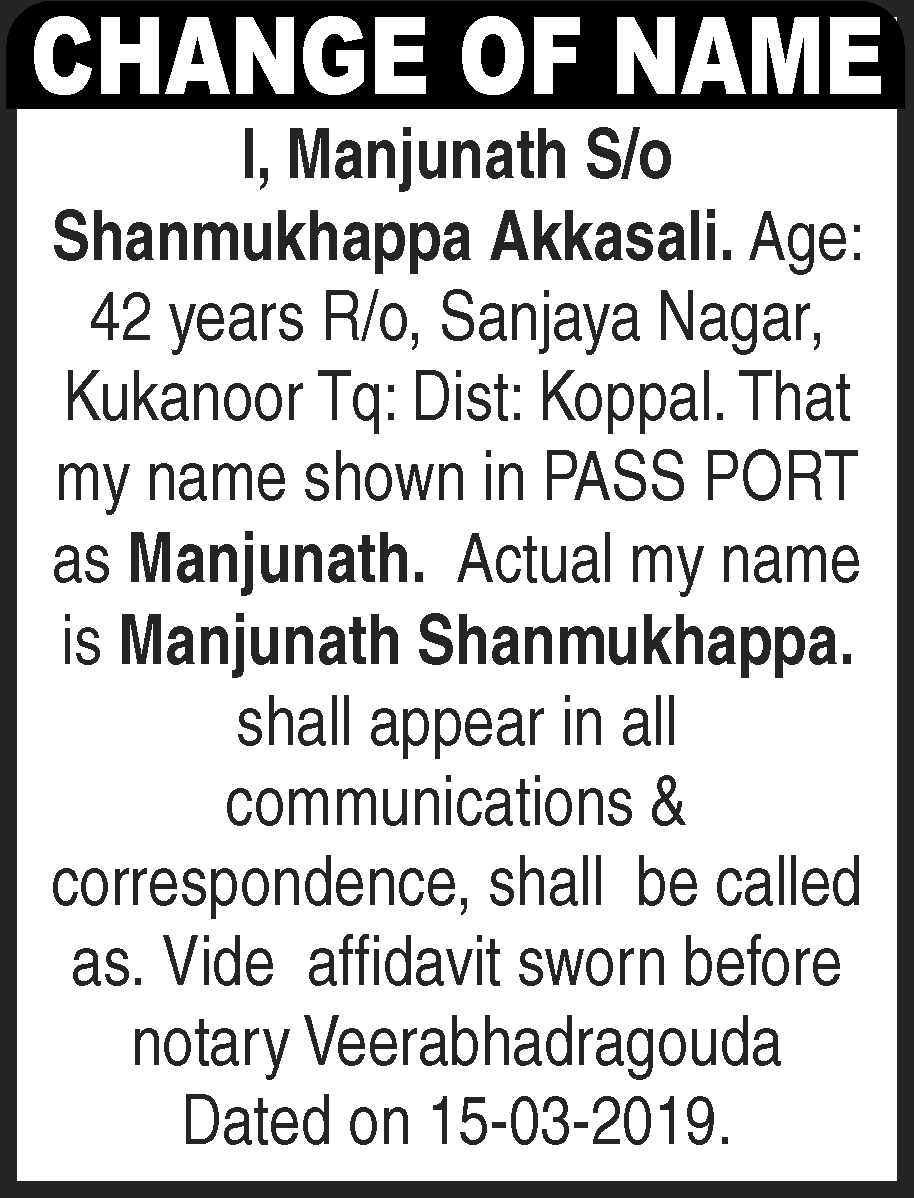 CHANGE OF NAME
I, Manjunath S/o
Shanmukhappa Akkasali. Age:
42 years R/o, Sanjaya Nagar,
Kukanoor Tq: Dist: Koppal. That
my name shown in PASS PORT
as Manjunath. Actual my name
is Manjunath Shanmukhappa.
shall appear in all
communications &
correspondence, shall be called
as. Vide affidavit sworn before
notary Veerabhadragouda
Dated on 15-03-2019.